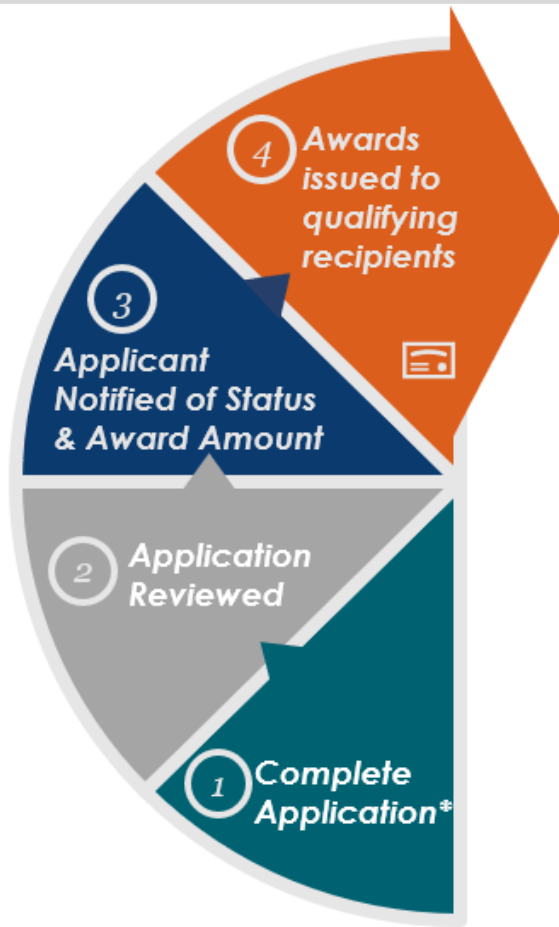 4
Awards
issued to
qualifying
recipients
3
Applicant
Notified of Status
& Award Amount
2
Application
Reviewed
1
Complete
Application*